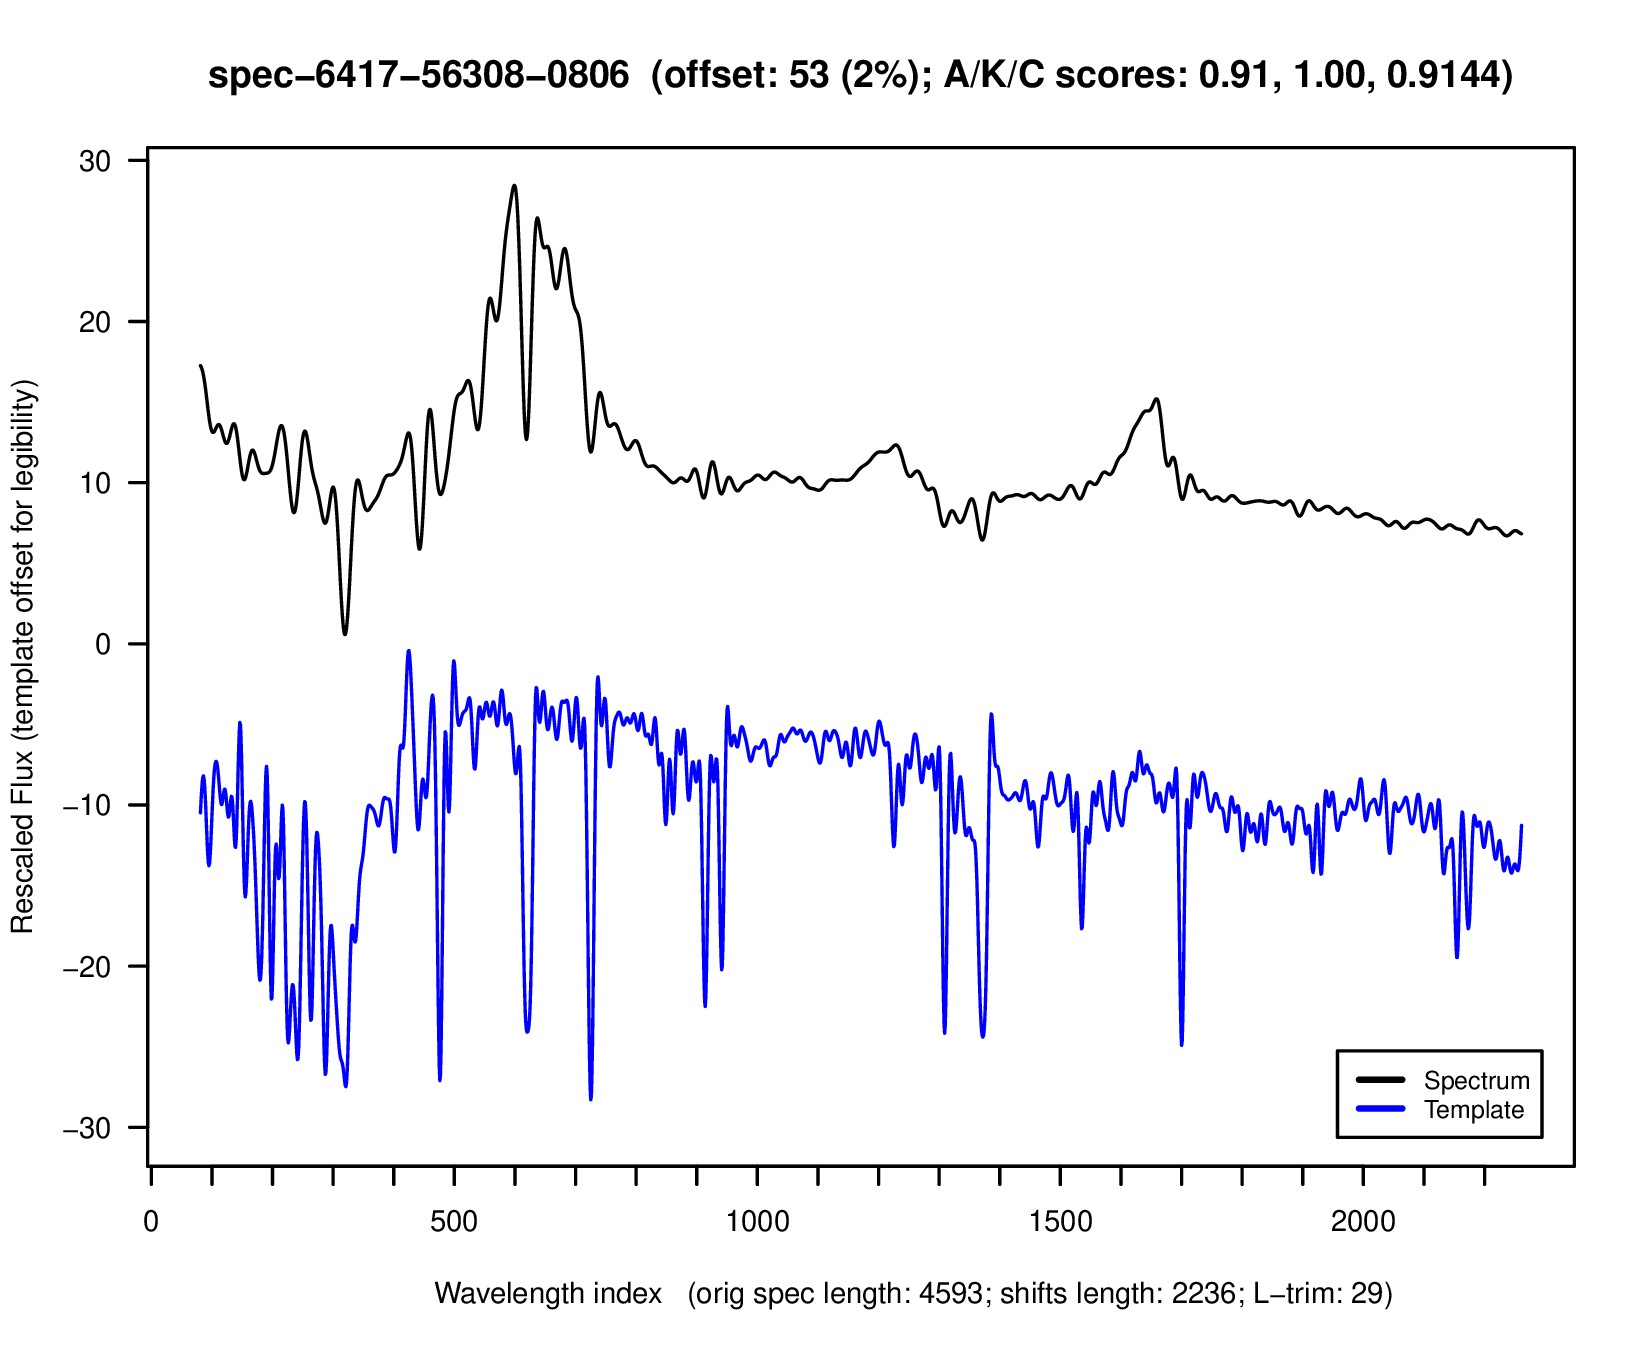 spec−6417−56308−0806 (offset: 53 (2%); A/K/C scores: 0.91, 1.00, 0.9144)
Rescaled Flux (template offset for legibility)
30
20
10
0
−10
−20
−30
Spectrum
Template
0 500 1000 1500 2000
Wavelength index (orig spec length: 4593; shifts length: 2236; L−trim: 29)